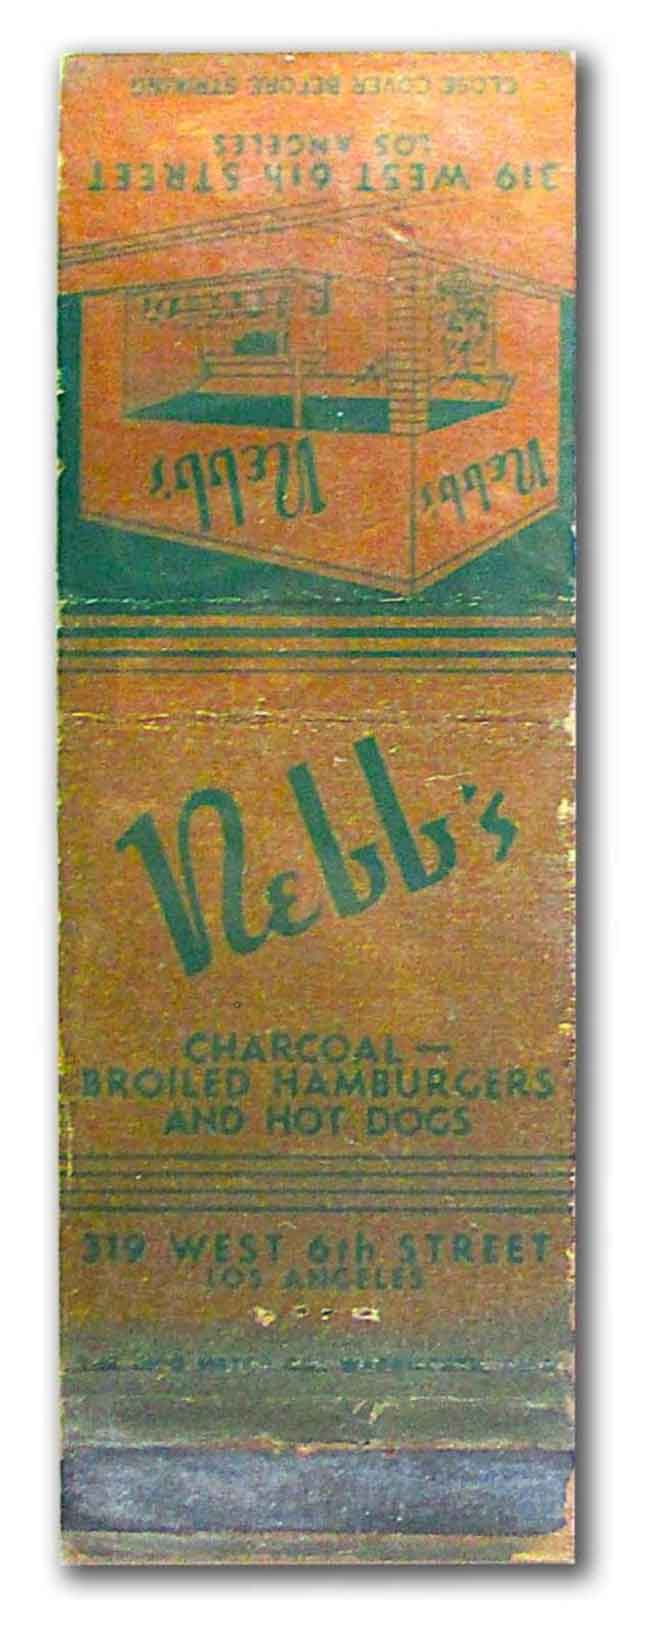 CLOSE COVER BEFORE STRIKING
LOS ANGELES
319 WEST 6th STREET
Nebb's
Nebb's
Nebb's
CHARCOAL—
BROILED HAMBURGERS
AND HOT DOGS
319 WEST 6th STREET
LOS ANGELES